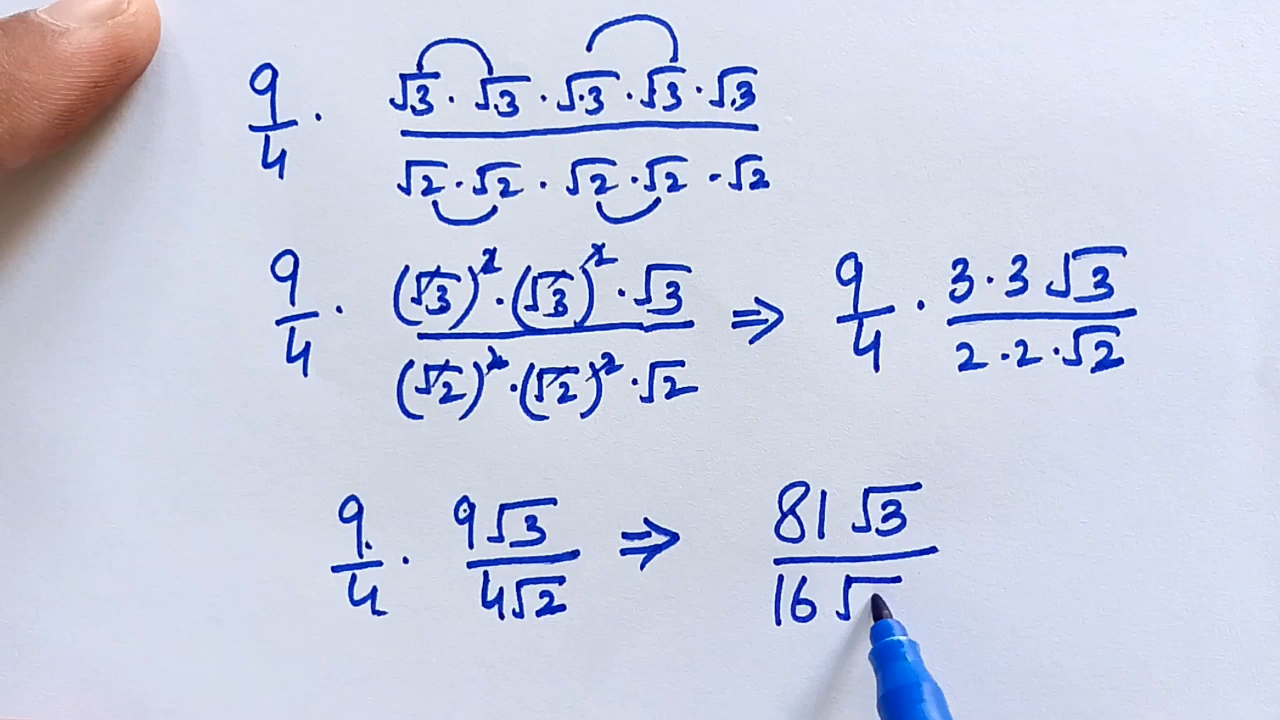 9/4 · (√3 · √3 · √3 · √3 · √3)/(√2 · √2 · √2 · √2 · √2)
9/4 · ((√3)² · (√3)² · √3)/((√2)² · (√2)² · √2) ⇒ 9/4 · (3 · 3 √3)/(2 · 2 · √2)
9/4 · 9√3/4√2 ⇒ 81√3/16√